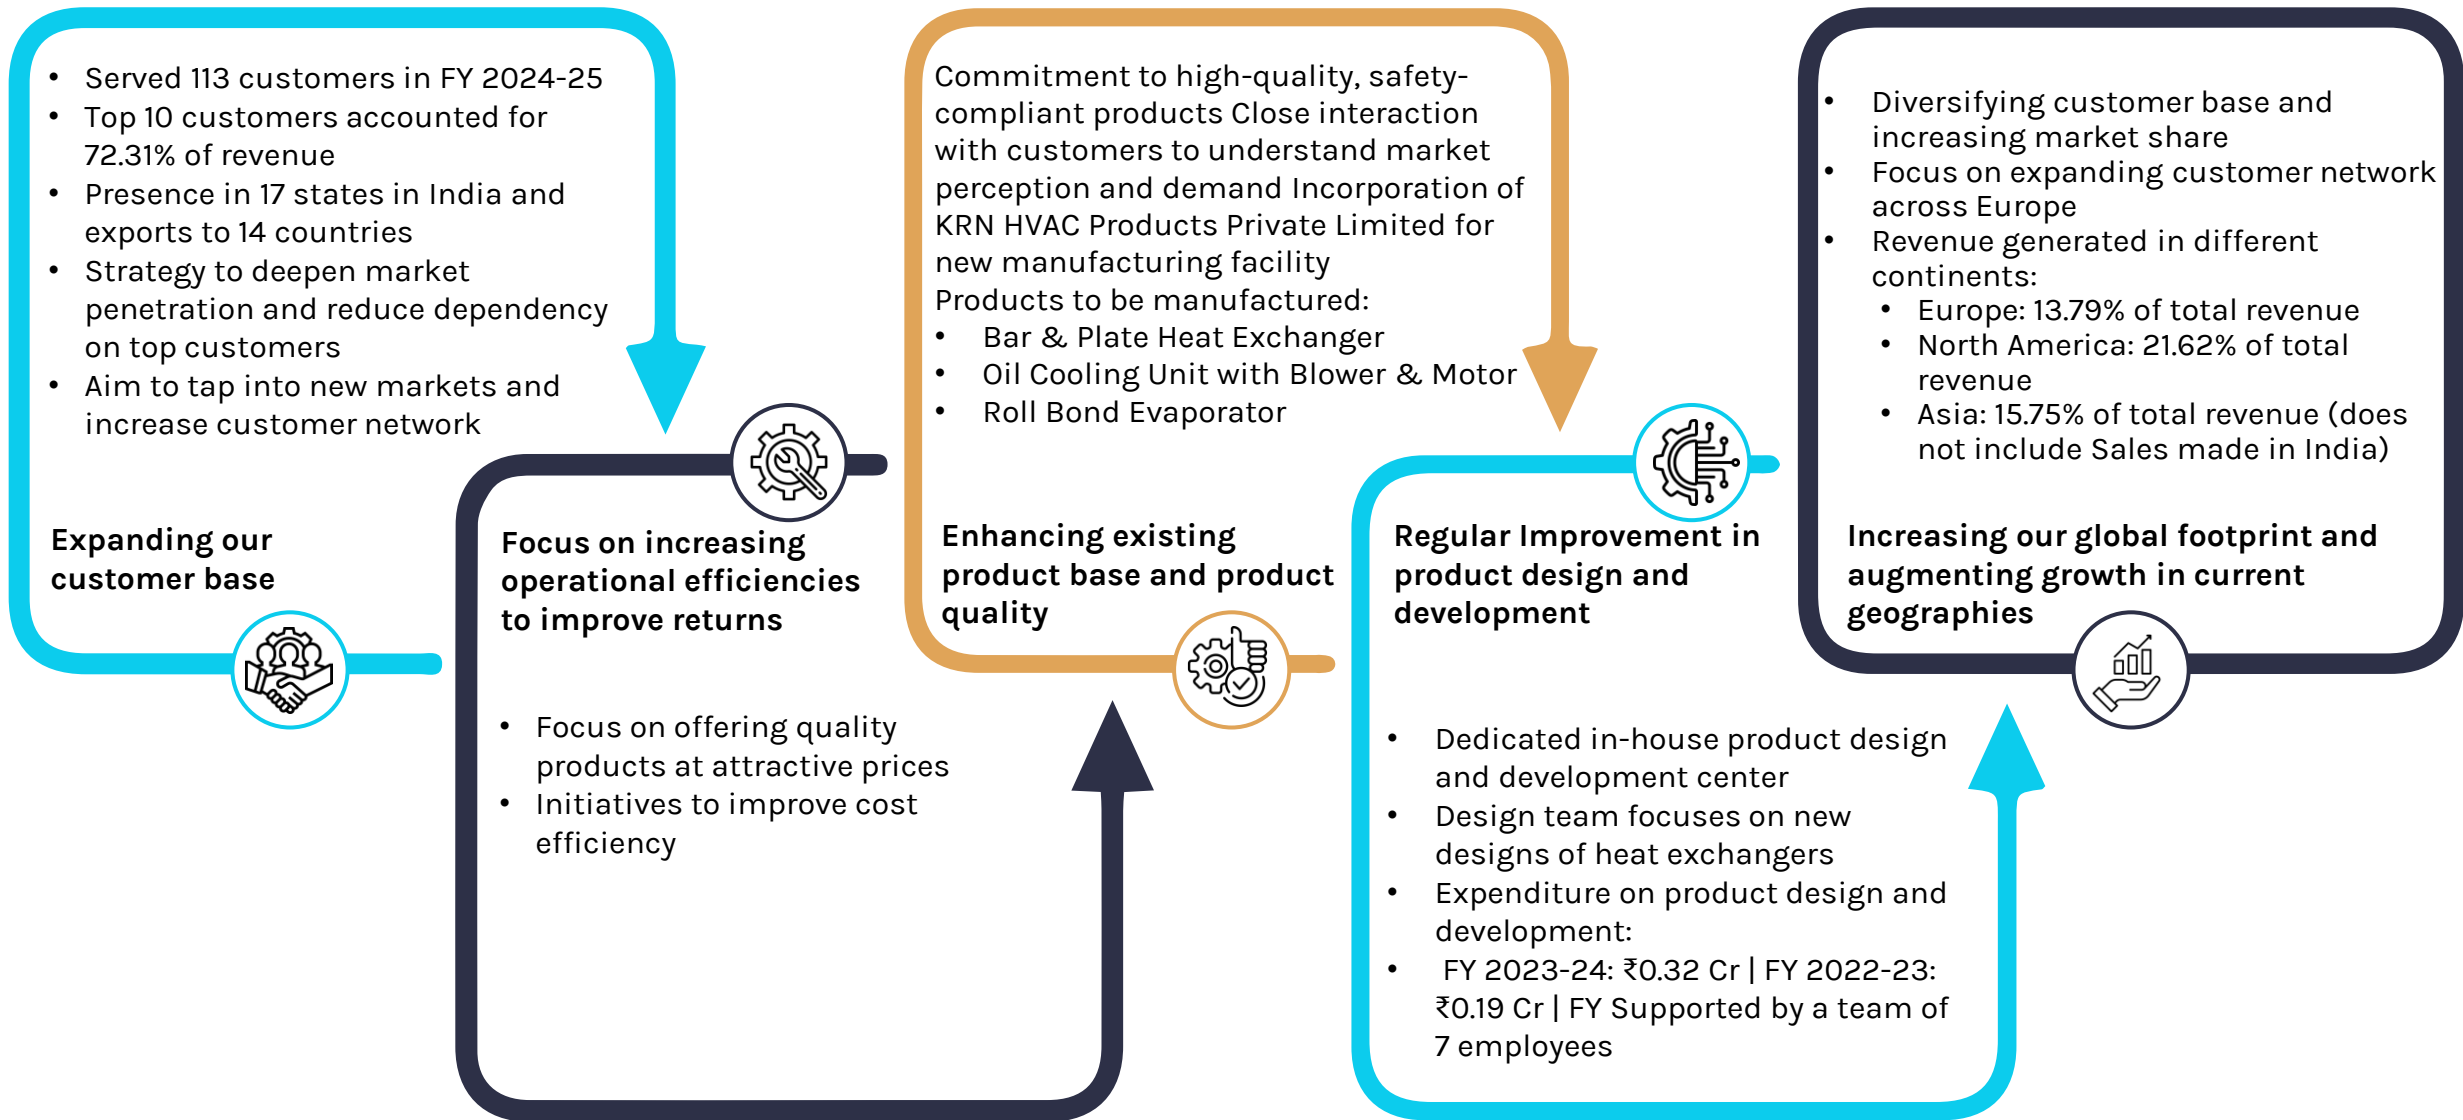 • Served 113 customers in FY 2024-25
• Top 10 customers accounted for
72.31% of revenue
• Presence in 17 states in India and
exports to 14 countries
• Strategy to deepen market
penetration and reduce dependency
on top customers
• Aim to tap into new markets and
increase customer network
Expanding our
customer base
Focus on increasing
operational efficiencies
to improve returns
• Focus on offering quality
products at attractive prices
• Initiatives to improve cost
efficiency
Commitment to high-quality, safety-
compliant products Close interaction
with customers to understand market
perception and demand Incorporation of
KRN HVAC Products Private Limited for
new manufacturing facility
Products to be manufactured:
• Bar & Plate Heat Exchanger
• Oil Cooling Unit with Blower & Motor
• Roll Bond Evaporator
Enhancing existing
product base and product
quality
Regular Improvement in
product design and
development
• Dedicated in-house product design
and development center
• Design team focuses on new
designs of heat exchangers
• Expenditure on product design and
development:
• FY 2023-24: ₹0.32 Cr | FY 2022-23:
₹0.19 Cr | FY Supported by a team of
7 employees
• Diversifying customer base and
increasing market share
• Focus on expanding customer network
across Europe
• Revenue generated in different
continents:
• Europe: 13.79% of total revenue
• North America: 21.62% of total
revenue
• Asia: 15.75% of total revenue (does
not include Sales made in India)
Increasing our global footprint and
augmenting growth in current
geographies